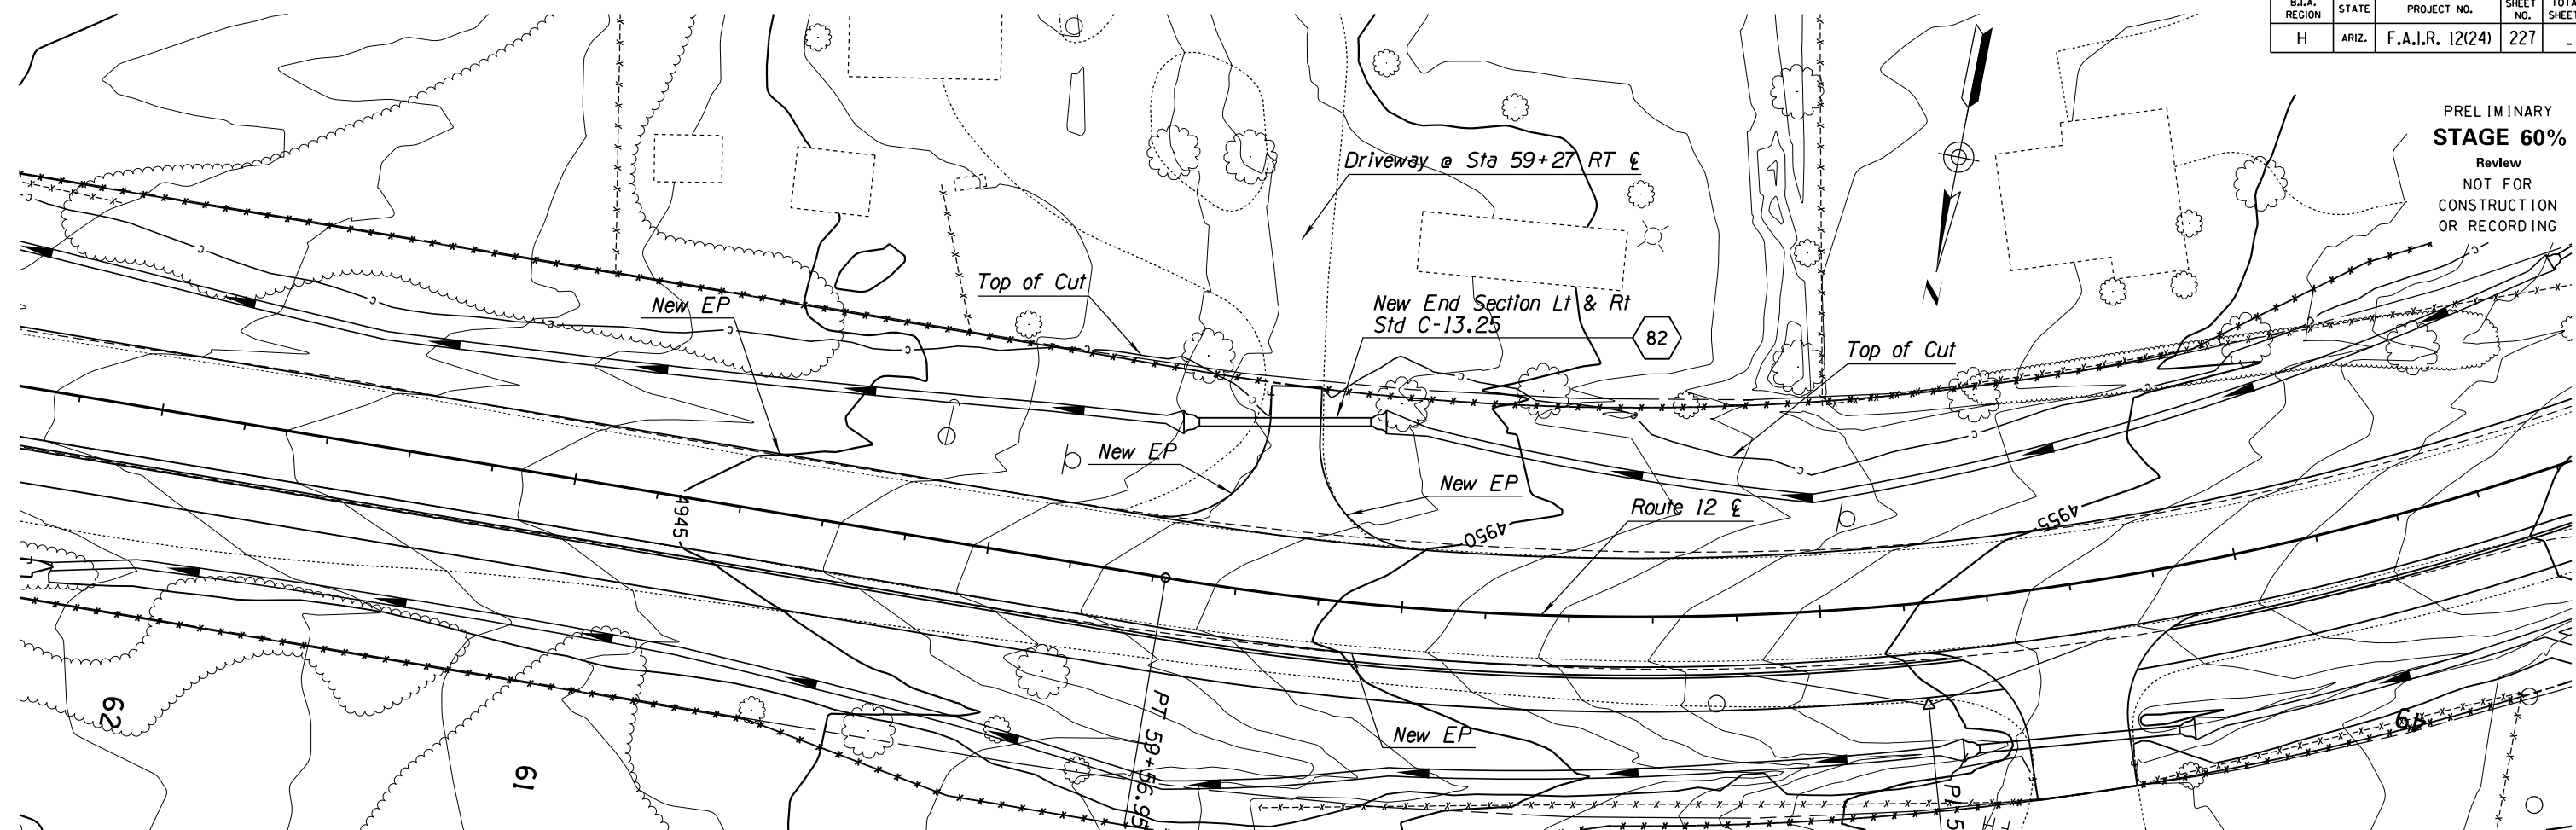 B.I.A. REGION STATE PROJECT NO. SHEET NO.
H ARIZ. F.A.I.R. 12(24) 227 -
PRELIMINARY
STAGE 60%
Review
NOT FOR
CONSTRUCTION
OR RECORDING
Driveway @ Sta 59+27 RT ℄
Top of Cut
New EP
New End Section Lt & Rt
Std C-13.25
82
Top of Cut
N
New EP
New EP
Route 12 ℄
4945
4950
4955
PT 59+56.95
New EP
62
61
49